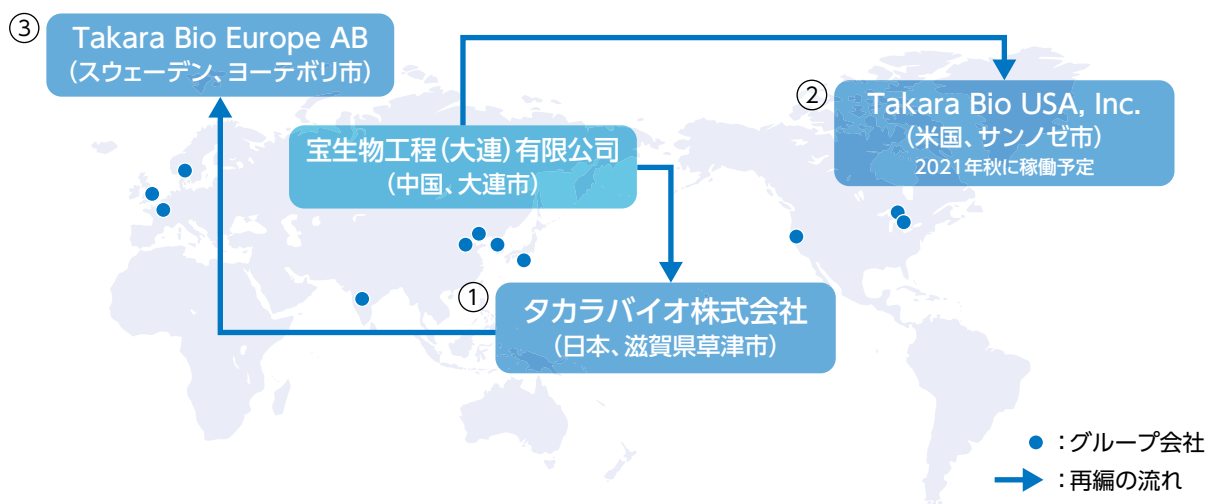 ③
Takara Bio Europe AB
（スウェーデン、ヨーテボリ市）
宝生物工程（大連）有限公司
（中国、大連市）
②
Takara Bio USA, Inc.
（米国、サンノゼ市）
2021年秋に稼働予定
①
タカラバイオ株式会社
（日本、滋賀県草津市）
：グループ会社
：再編の流れ